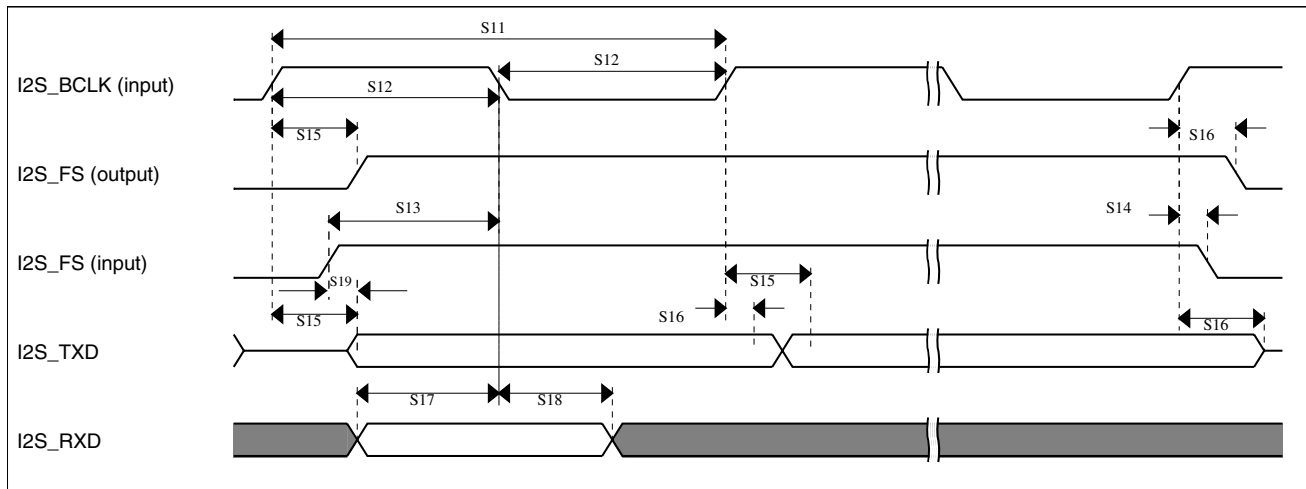 S11
I2S_BCLK (input)
S12
S12
S15
S16
I2S_FS (output)
S13
S14
I2S_FS (input)
S19
S15
S15
S16
S16
I2S_TXD
S17
S18
I2S_RXD